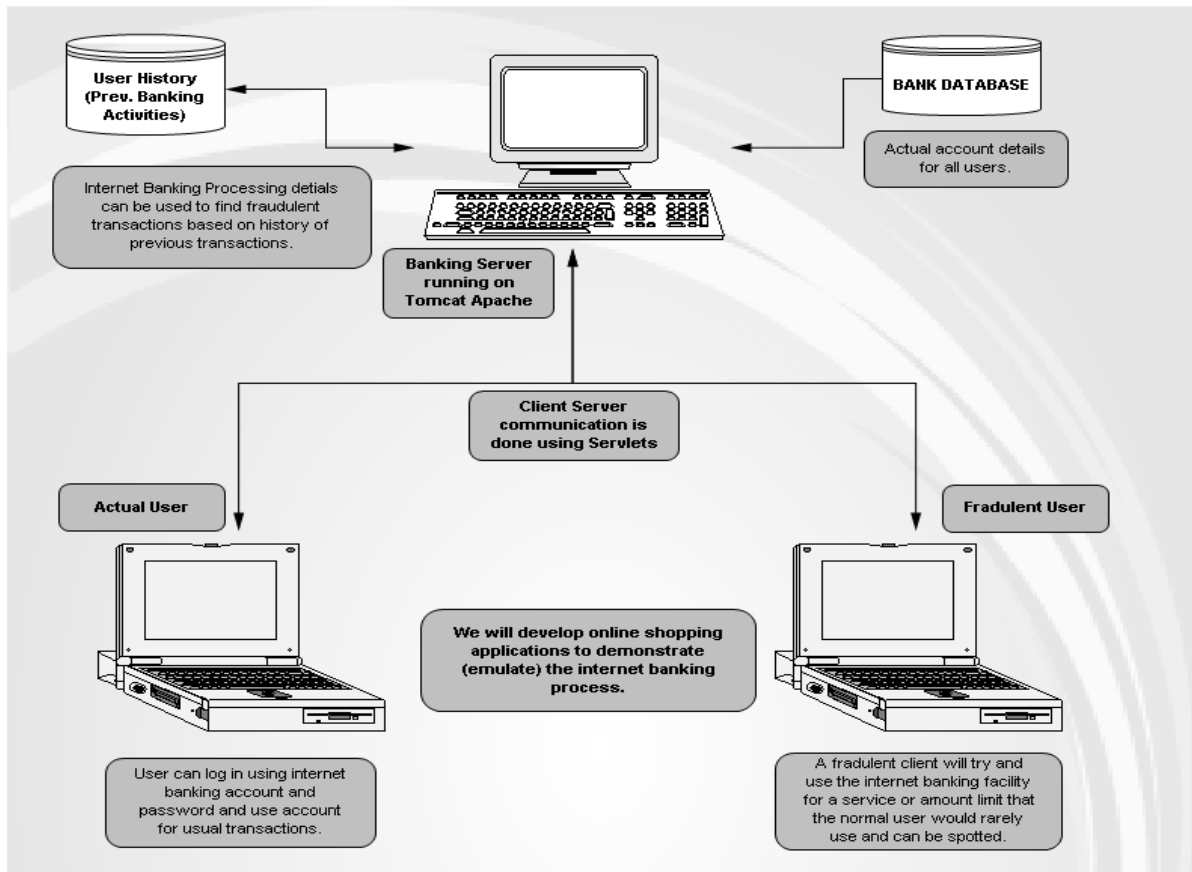 User History
(Prev. Banking
Activities)
BANK DATABASE
Actual account details
for all users.
Internet Banking Processing detials
can be used to find fraudulent
transactions based on history of
previous transactions.
Banking Server
running on
Tomcat Apache
Client Server
communication is
done using Servlets
Actual User
Fradulent User
We will develop online shopping
applications to demonstrate
(emulate) the internet banking
process.
User can log in using internet
banking account and
password and use account
for usual transactions.
A fradulent client will try and
use the internet banking facility
for a service or amount limit that
the normal user would rarely
use and can be spotted.